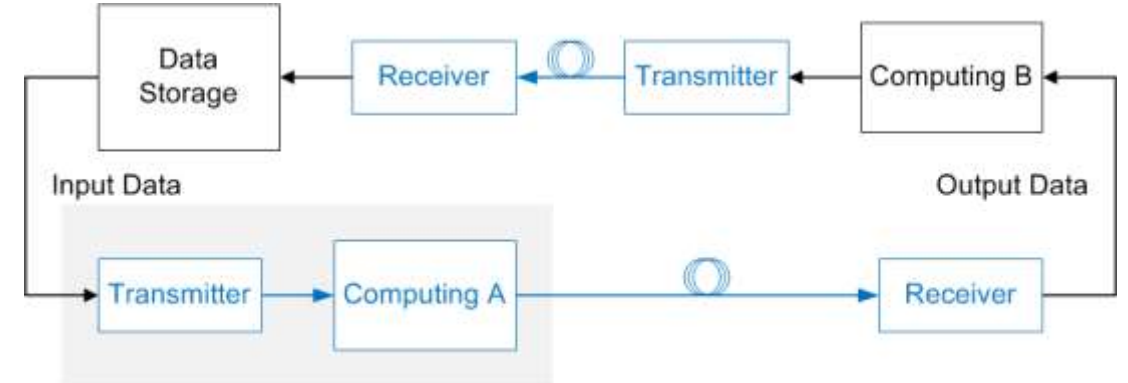 Data
Storage
Receiver
Transmitter
Computing B
Input Data
Output Data
Transmitter
Computing A
Receiver